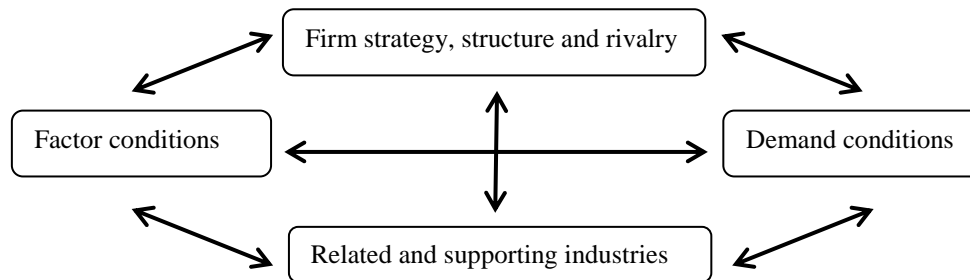 Firm strategy, structure and rivalry
Factor conditions
Demand conditions
Related and supporting industries